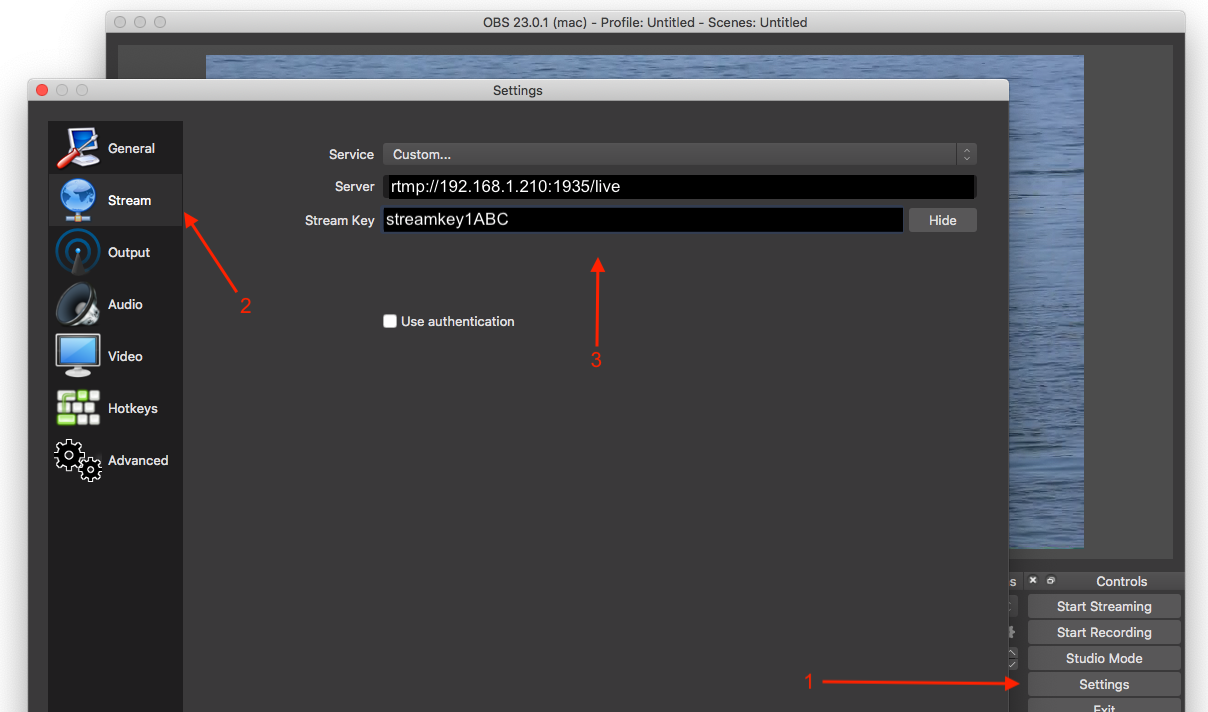 OBS 23.0.1 (mac) - Profile: Untitled - Scenes: Untitled
Settings
General
Stream
Output
Audio
Video
Hotkeys
Advanced
Service Custom...
Server rtmp://192.168.1.210:1935/live
Stream Key streamkey1ABC Hide
Use authentication
2
3
1
s
Controls
Start Streaming
Start Recording
Studio Mode
Settings
Exit